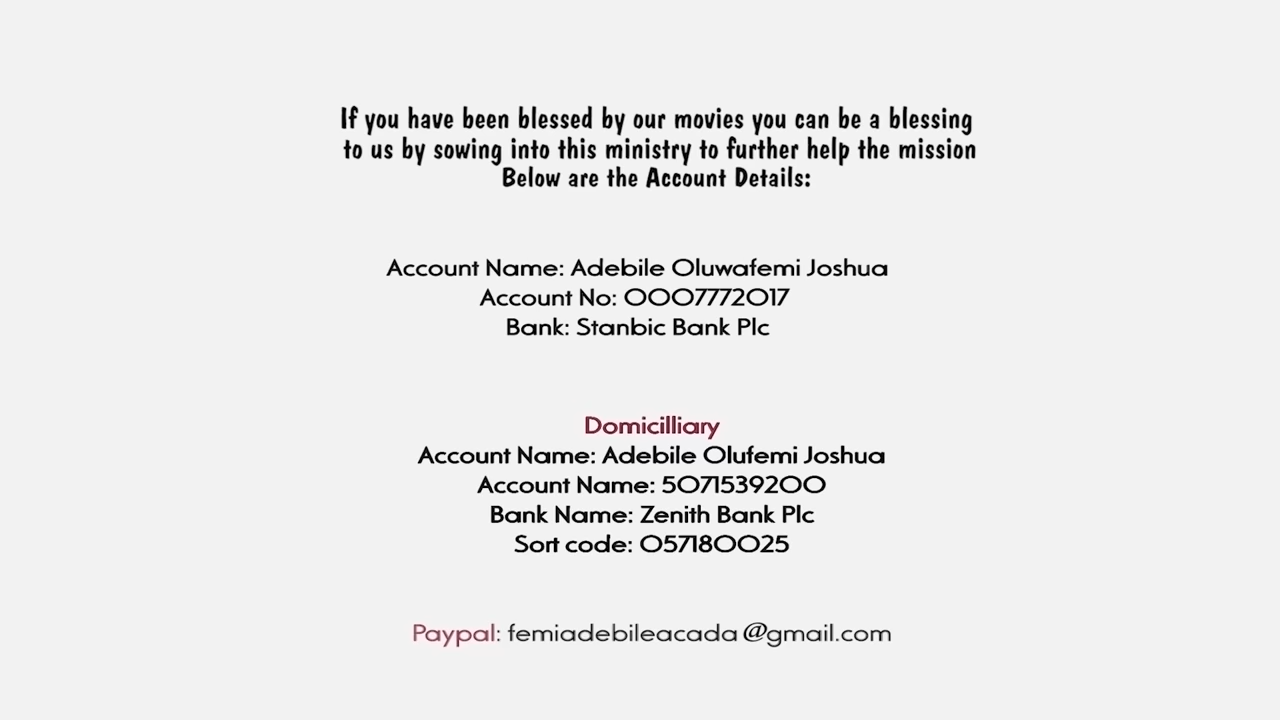 If you have been blessed by our movies you can be a blessing
to us by sowing into this ministry to further help the mission
Below are the Account Details:
Account Name: Adebile Oluwafemi Joshua
Account No: 0007772017
Bank: Stanbic Bank Plc
Domicilliary
Account Name: Adebile Olufemi Joshua
Account Name: 5071539200
Bank Name: Zenith Bank Plc
Sort code: 057180025
Paypal: femiadebileacada@gmail.com